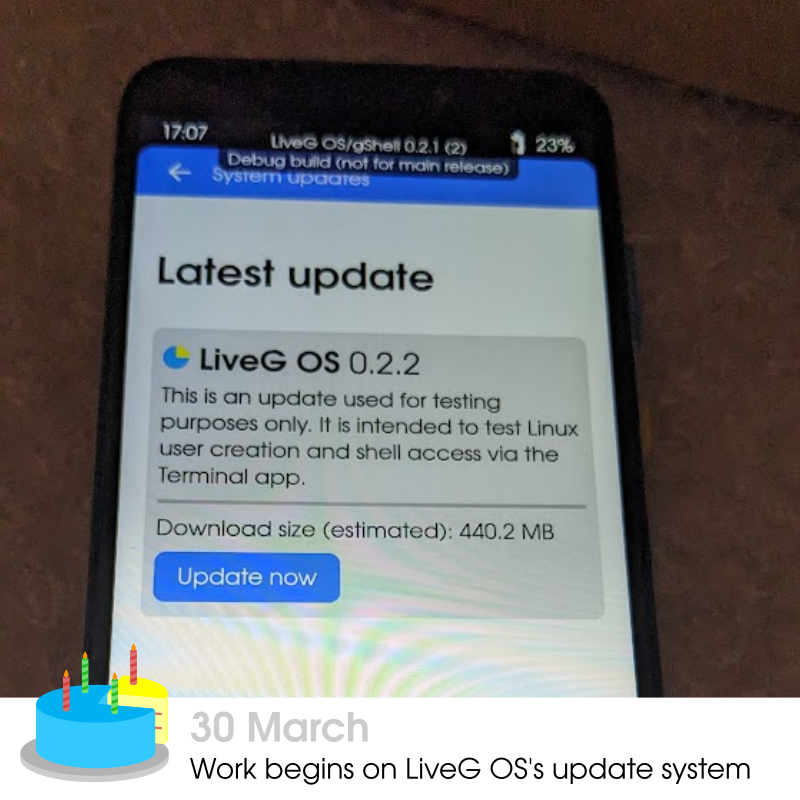 17:07
LiveG OS/gShell 0.2.1 (2)
23%
Debug build (not for main release)
System updates
Latest update
LiveG OS 0.2.2
This is an update used for testing
purposes only. It is intended to test Linux
user creation and shell access via the
Terminal app.
Download size (estimated): 440.2 MB
Update now
30 March
Work begins on LiveG OS's update system